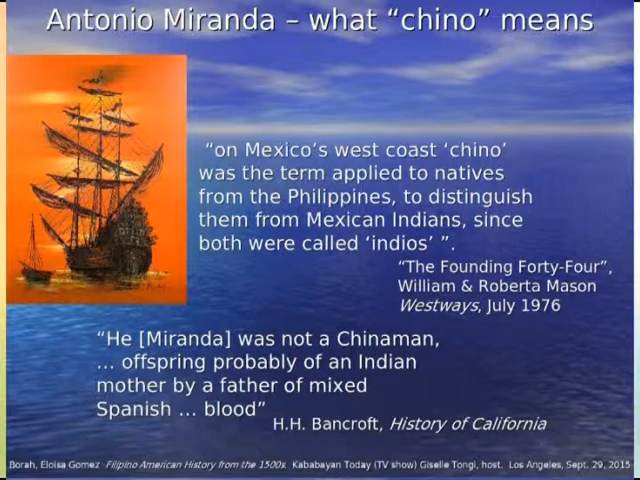 Antonio Miranda – what “chino” means
“on Mexico’s west coast ‘chino’
was the term applied to natives
from the Philippines, to distinguish
them from Mexican Indians, since
both were called ‘indios’ ”.
“The Founding Forty-Four”,
William & Roberta Mason
Westways, July 1976
“He [Miranda] was not a Chinaman,
… offspring probably of an Indian
mother by a father of mixed
Spanish … blood”
H.H. Bancroft, History of California
Borah, Eloisa Gomez Filipino American History from the 1500s. Kababayan Today (TV show) Giselle Tongi, host. Los Angeles, Sept. 29, 2015